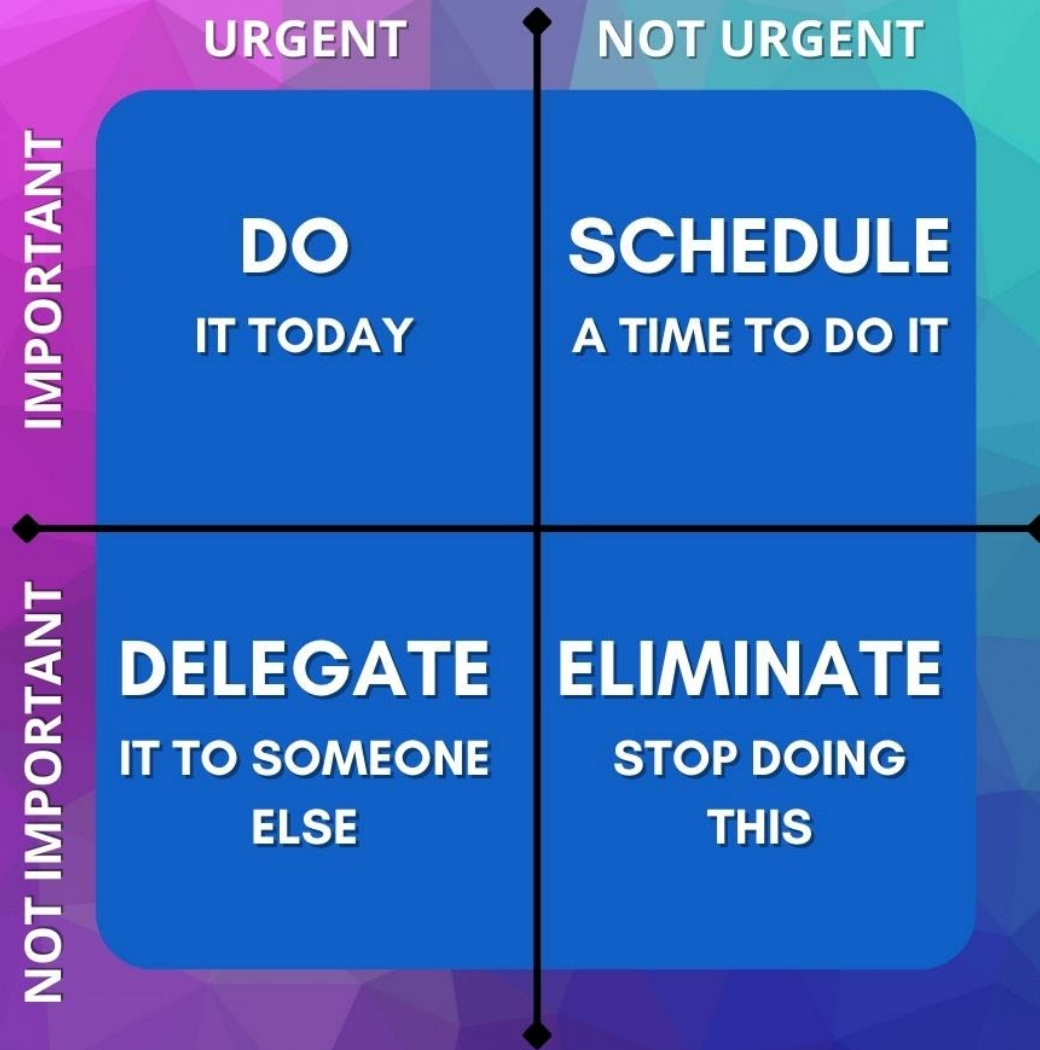 URGENT
NOT URGENT
IMPORTANT
DO
IT TODAY
SCHEDULE
A TIME TO DO IT
NOT IMPORTANT
DELEGATE
IT TO SOMEONE
ELSE
ELIMINATE
STOP DOING
THIS